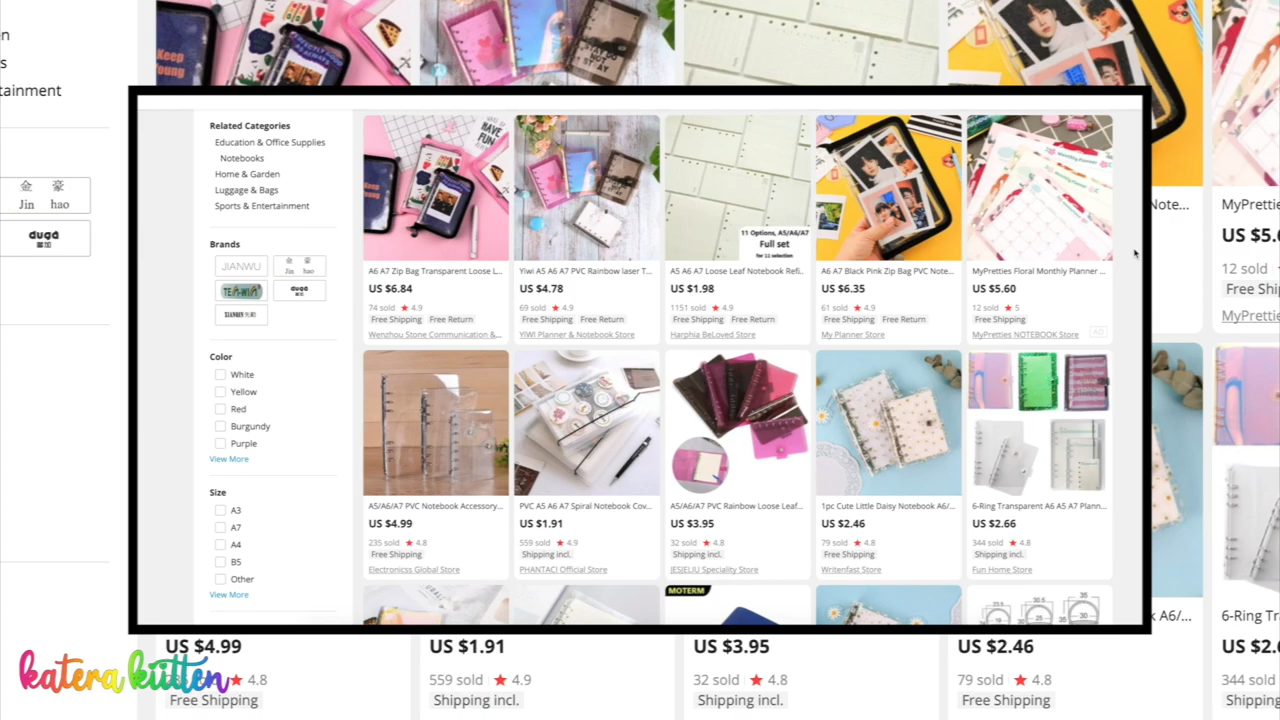 tainment
金 豪
Jin hao
duga
US $4.99
US $1.91
US $3.95
US $2.46
4.8
559 sold ★ 4.9
32 sold ★ 4.8
79 sold ★ 4.8
344 sold
Free Shipping
Shipping incl.
Shipping incl.
Free Shipping
Note...
MyPrettie
12 sold
Free Shi
MyPrettie
k A6/...
6-Ring Tr
katera kitten
Related Categories
Education & Office Supplies
Notebooks
Home & Garden
Luggage & Bags
Sports & Entertainment
Brands
JIANWU
金 豪
Jin hao
duga
Color
White
Yellow
Red
Burgundy
Purple
View More
Size
A3
A7
A4
B5
Other
View More
11 Options, A5/A6/A7
Full set
for 11 selection
A6 A7 Zip Bag Transparent Loose L...
US $6.84
74 sold ★ 4.9
Free Shipping Free Return
Wenzhou Stone Communication &...
Yiwi A5 A6 A7 PVC Rainbow laser T...
US $4.78
69 sold ★ 4.9
Free Shipping Free Return
YIWI Planner & Notebook Store
A5 A6 A7 Loose Leaf Notebook Refi...
US $1.98
1151 sold ★ 4.9
Free Shipping Free Return
Harphia BeLoved Store
A6 A7 Black Pink Zip Bag PVC Note...
US $6.35
61 sold ★ 4.9
Free Shipping Free Return
My Planner Store
MyPretties Floral Monthly Planner ...
US $5.60
12 sold ★ 5
Free Shipping
MyPretties NOTEBOOK Store
AD
A5/A6/A7 PVC Notebook Accessory...
US $4.99
235 sold ★ 4.8
Free Shipping
Electronicss Global Store
PVC A5 A6 A7 Spiral Notebook Cov...
US $1.91
559 sold ★ 4.9
Shipping incl.
PHANTACI Official Store
A5/A6/A7 PVC Rainbow Loose Leaf...
US $3.95
32 sold ★ 4.8
Shipping incl.
JESJELIU Speciality Store
1pc Cute Little Daisy Notebook A6/...
US $2.46
79 sold ★ 4.8
Free Shipping
Writenfast Store
6-Ring Transparent A6 A5 A7 Plann...
US $2.66
344 sold ★ 4.8
Shipping incl.
Fun Home Store
MOTERM